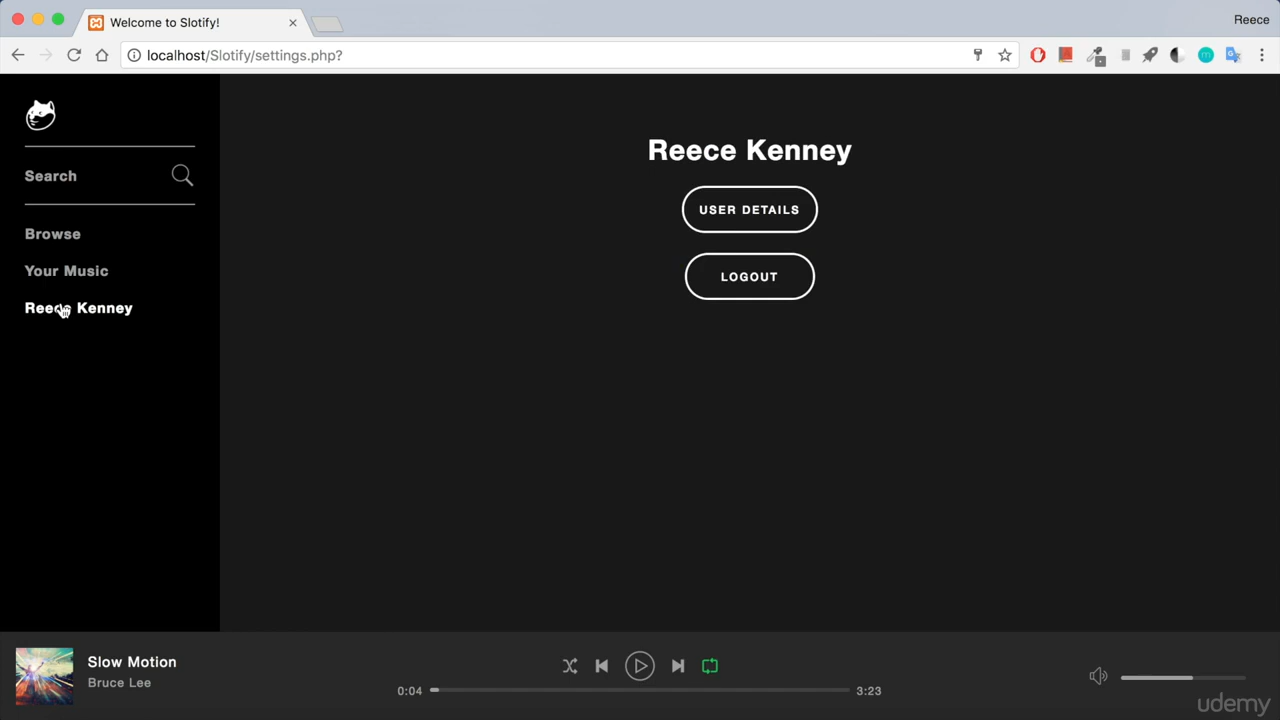 Welcome to Slotify!
Reece
localhost/Slotify/settings.php?
Search
Browse
Your Music
Reece Kenney
Reece Kenney
USER DETAILS
LOGOUT
Slow Motion
Bruce Lee
0:04
3:23
udemy